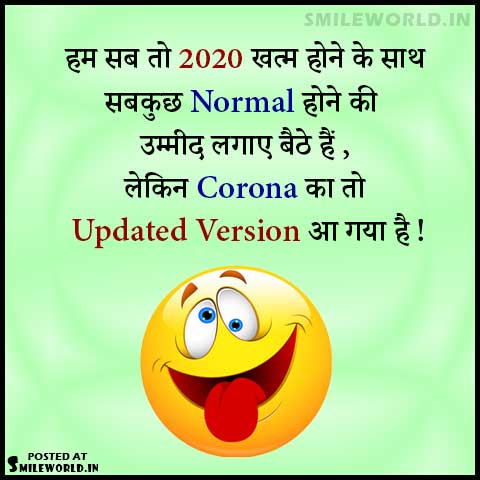 SMILEWORLD.IN
हम सब तो 2020 खत्म होने के साथ
सबकुछ Normal होने की
उम्मीद लगाए बैठे हैं ,
लेकिन Corona का तो
Updated Version आ गया है !
POSTED AT
SMILEWORLD.IN